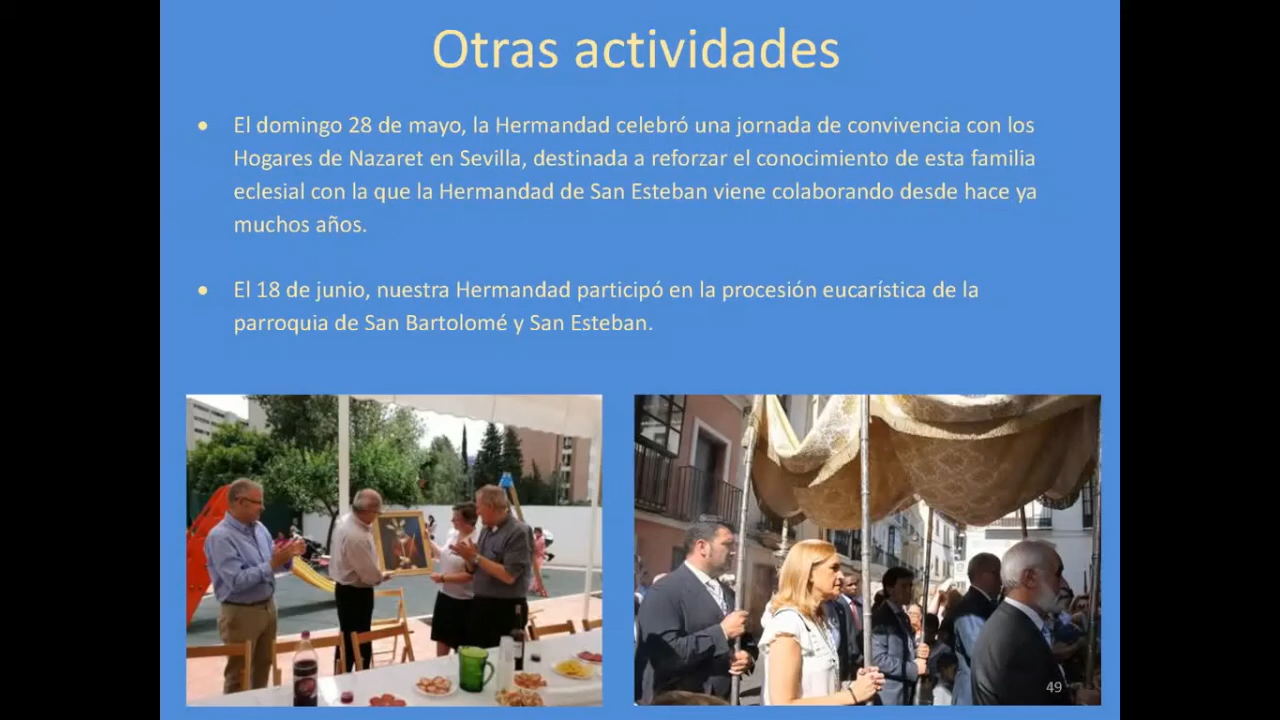 Otras actividades
• El domingo 28 de mayo, la Hermandad celebró una jornada de convivencia con los
Hogares de Nazaret en Sevilla, destinada a reforzar el conocimiento de esta familia
eclesial con la que la Hermandad de San Esteban viene colaborando desde hace ya
muchos años.
• El 18 de junio, nuestra Hermandad participó en la procesión eucarística de la
parroquia de San Bartolomé y San Esteban.
49